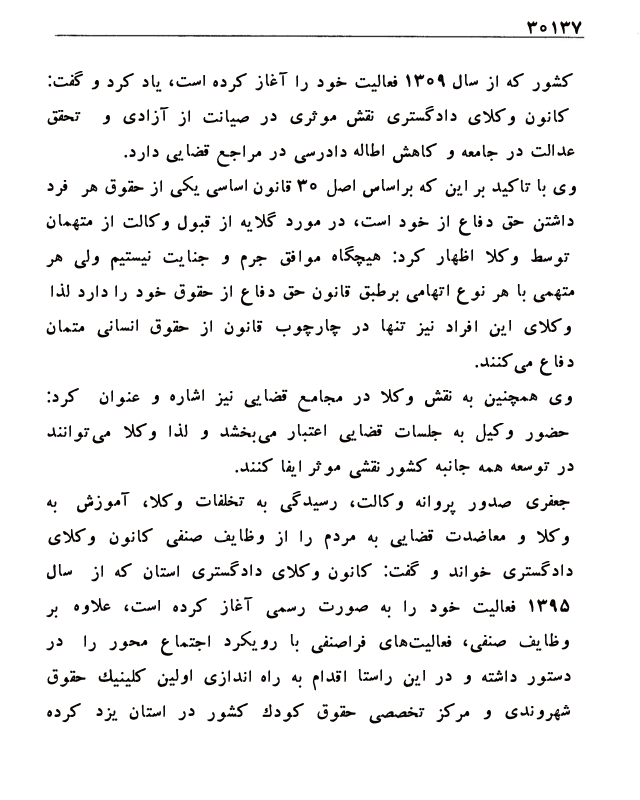 ۳۰۱۳۷
کشور که از سال ۱۳۰۹ فعالیت خود را آغاز کرده است، یاد کرد و گفت:
کانون وکلای دادگستری نقش موثری در صیانت از آزادی و تحقق
عدالت در جامعه و کاهش اطاله دادرسی در مراجع قضایی دارد.
وی با تاکید بر این که براساس اصل ۳۰ قانون اساسی یکی از حقوق هر فرد
داشتن حق دفاع از خود است، در مورد گلایه از قبول وکالت از متهمان
توسط وکلا اظهار کرد: هیچگاه موافق جرم و جنایت نیستیم ولی هر
متهمی با هر نوع اتهامی برطبق قانون حق دفاع از حقوق خود را دارد لذا
وکلای این افراد نیز تنها در چارچوب قانون از حقوق انسانی متمان
دفاع می‌کنند.
وی همچنین به نقش وکلا در مجامع قضایی نیز اشاره و عنوان کرد:
حضور وکیل به جلسات قضایی اعتبار می‌بخشد و لذا وکلا می‌توانند
در توسعه همه جانبه کشور نقشی موثر ایفا کنند.
جعفری صدور پروانه وکالت، رسیدگی به تخلفات وکلا، آموزش به
وکلا و معاضدت قضایی به مردم را از وظایف صنفی کانون وکلای
دادگستری خواند و گفت: کانون وکلای دادگستری استان که از سال
۱۳۹۵ فعالیت خود را به صورت رسمی آغاز کرده است، علاوه بر
وظایف صنفی، فعالیت‌های فراصنفی با رویکرد اجتماع محور را در
دستور داشته و در این راستا اقدام به راه اندازی اولین کلینیك حقوق
شهروندی و مرکز تخصصی حقوق کودك کشور در استان یزد کرده